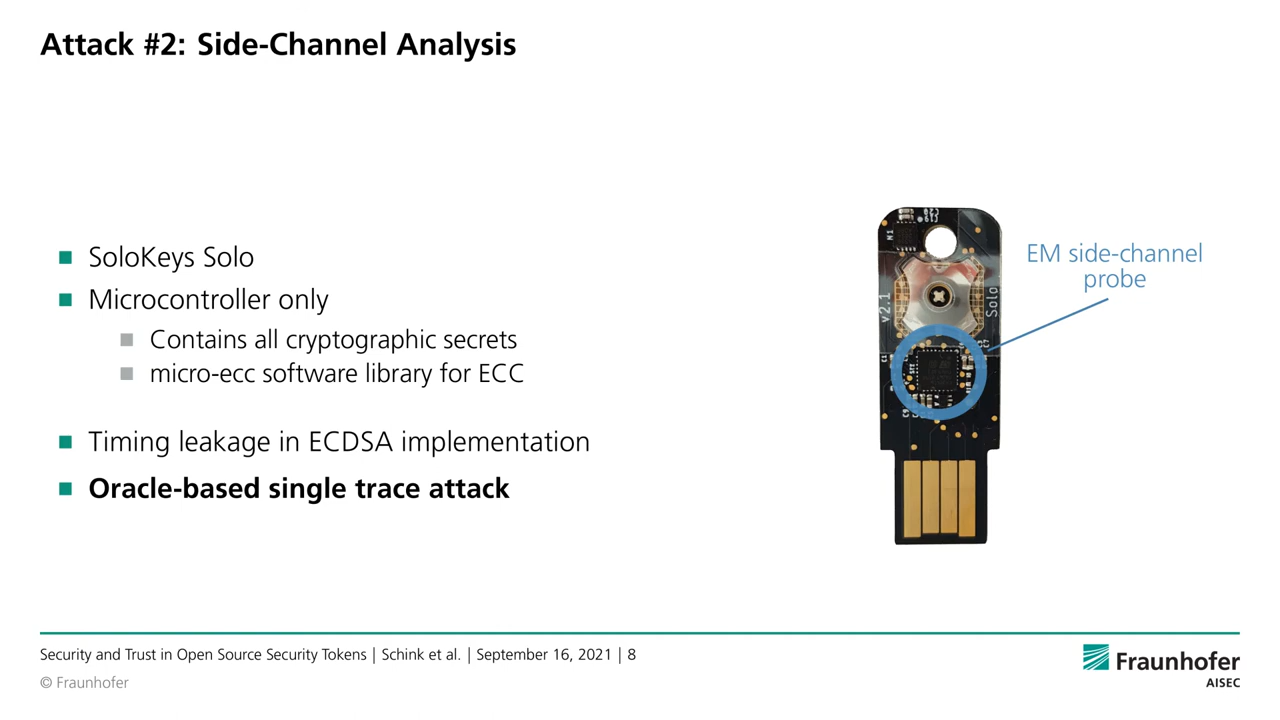 Attack #2: Side-Channel Analysis
SoloKeys Solo
Microcontroller only
Contains all cryptographic secrets
micro-ecc software library for ECC
Timing leakage in ECDSA implementation
Oracle-based single trace attack
EM side-channel
probe
v2.1
Solo
Security and Trust in Open Source Security Tokens | Schink et al. | September 16, 2021 | 8
© Fraunhofer
Fraunhofer
AISEC